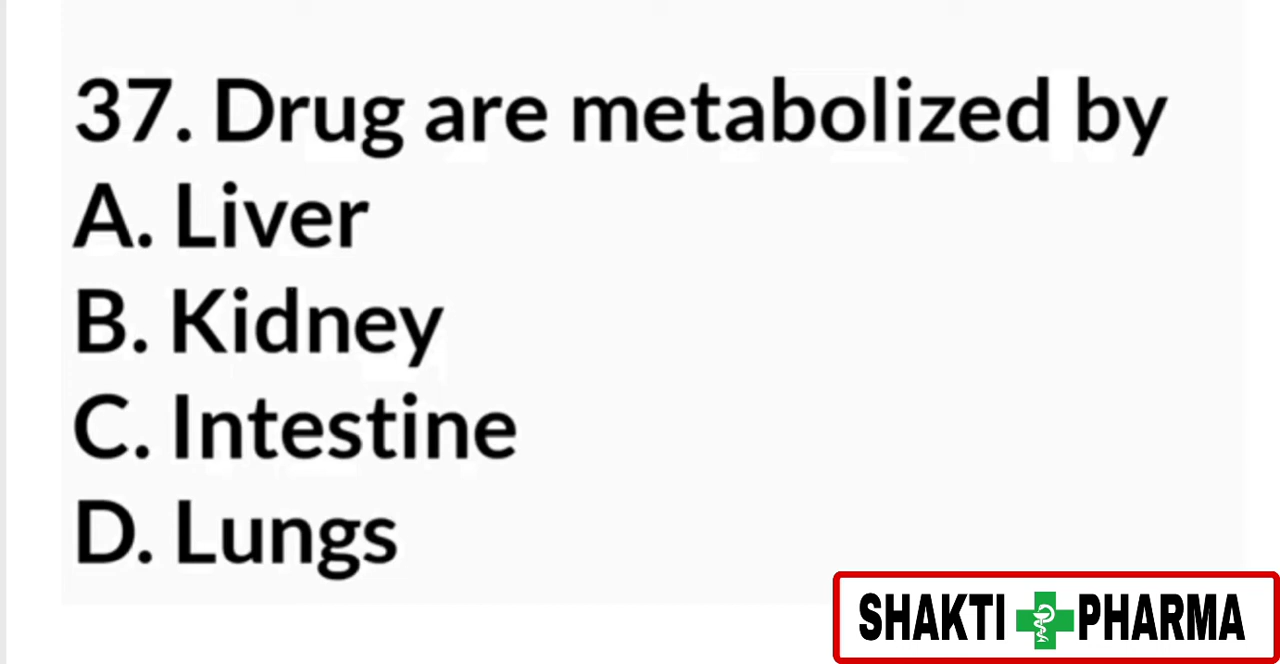 37. Drug are metabolized by
A. Liver
B. Kidney
C. Intestine
D. Lungs
SHAKTI PHARMA